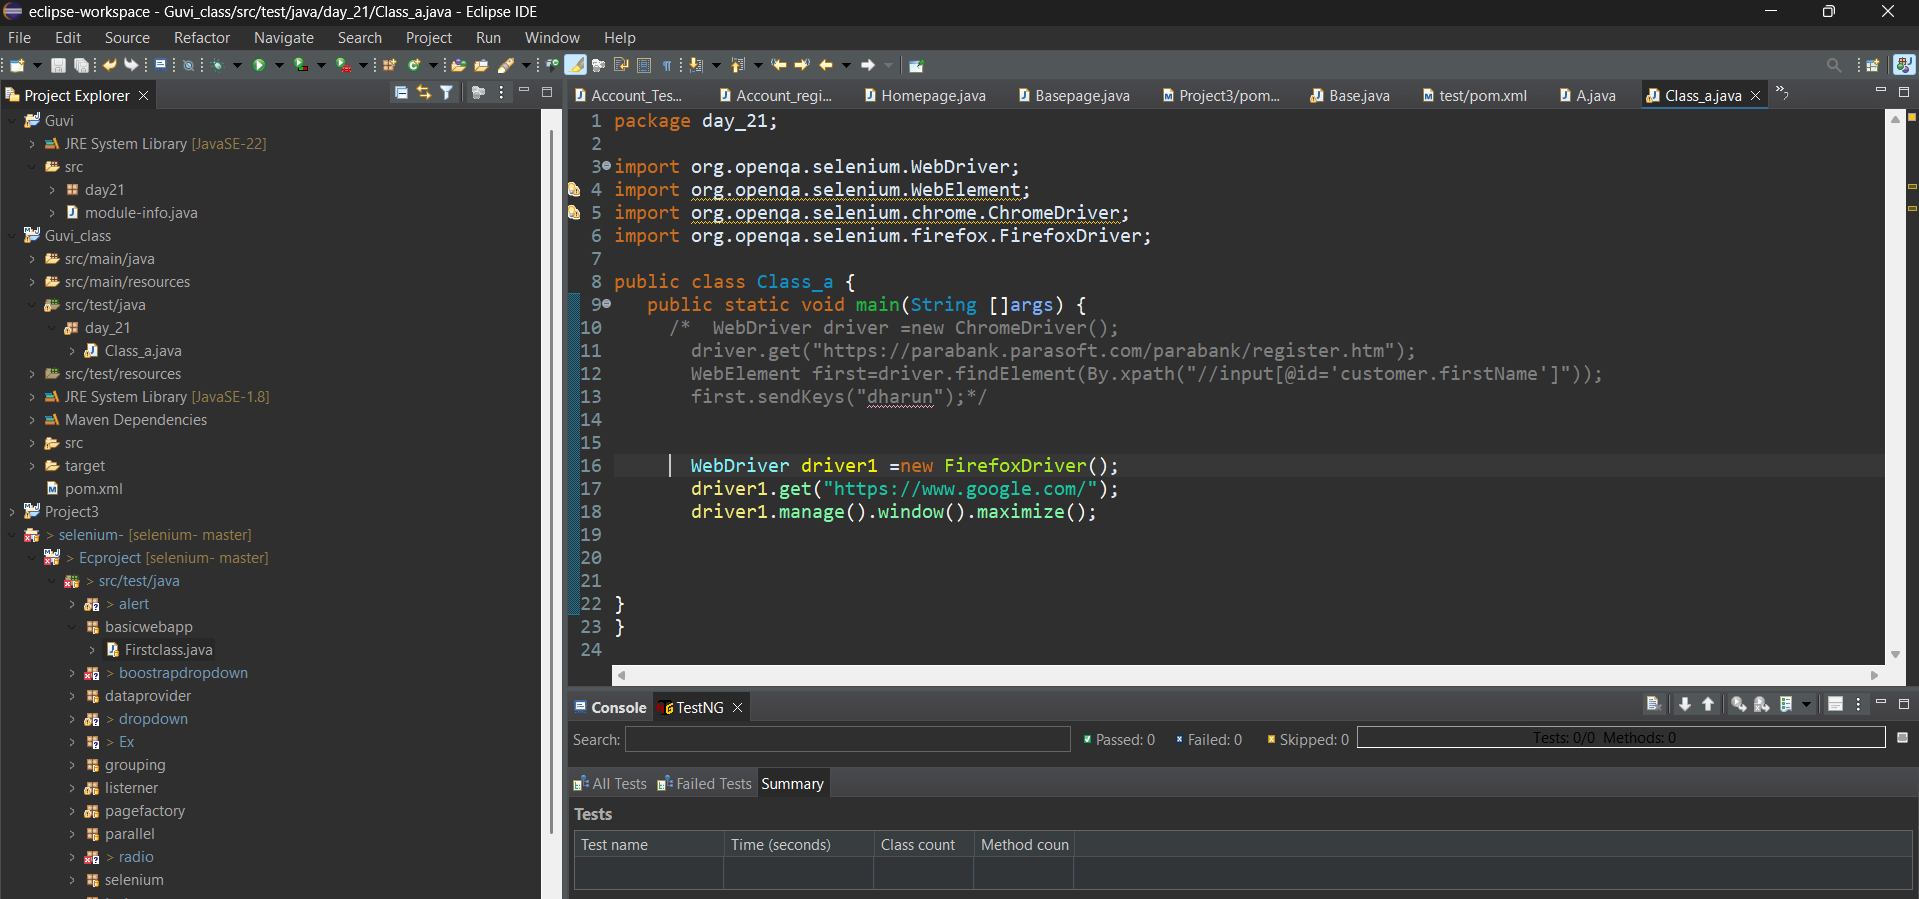 eclipse-workspace - Guvi_class/src/test/java/day_21/Class_a.java - Eclipse IDE
File Edit Source Refactor Navigate Search Project Run Window Help
Project Explorer
Guvi
JRE System Library [JavaSE-22]
src
day21
module-info.java
Guvi_class
src/main/java
src/main/resources
src/test/java
day_21
Class_a.java
src/test/resources
JRE System Library [JavaSE-1.8]
Maven Dependencies
src
target
pom.xml
Project3
> selenium- [selenium- master]
> Ecproject [selenium- master]
> src/test/java
> alert
basicwebapp
Firstclass.java
> boostrapdropdown
dataprovider
> dropdown
> Ex
grouping
listerner
pagefactory
parallel
> radio
selenium
Account_Tes... Account_regi... Homepage.java Basepage.java Project3/pom... Base.java test/pom.xml A.java Class_a.java
1 package day_21;
2
3 import org.openqa.selenium.WebDriver;
4 import org.openqa.selenium.WebElement;
5 import org.openqa.selenium.chrome.ChromeDriver;
6 import org.openqa.selenium.firefox.FirefoxDriver;
7
8 public class Class_a {
9 public static void main(String []args) {
10 /* WebDriver driver =new ChromeDriver();
11 driver.get("https://parabank.parasoft.com/parabank/register.htm");
12 WebElement first=driver.findElement(By.xpath("//input[@id='customer.firstName']"));
13 first.sendKeys("dharun");*/
14
15
16 WebDriver driver1 =new FirefoxDriver();
17 driver1.get("https://www.google.com/");
18 driver1.manage().window().maximize();
19
20
21
22 }
23 }
24
Console TestNG
Search: Passed: 0 Failed: 0 Skipped: 0 Tests: 0/0 Methods: 0
All Tests Failed Tests Summary
Tests
Test name Time (seconds) Class count Method coun